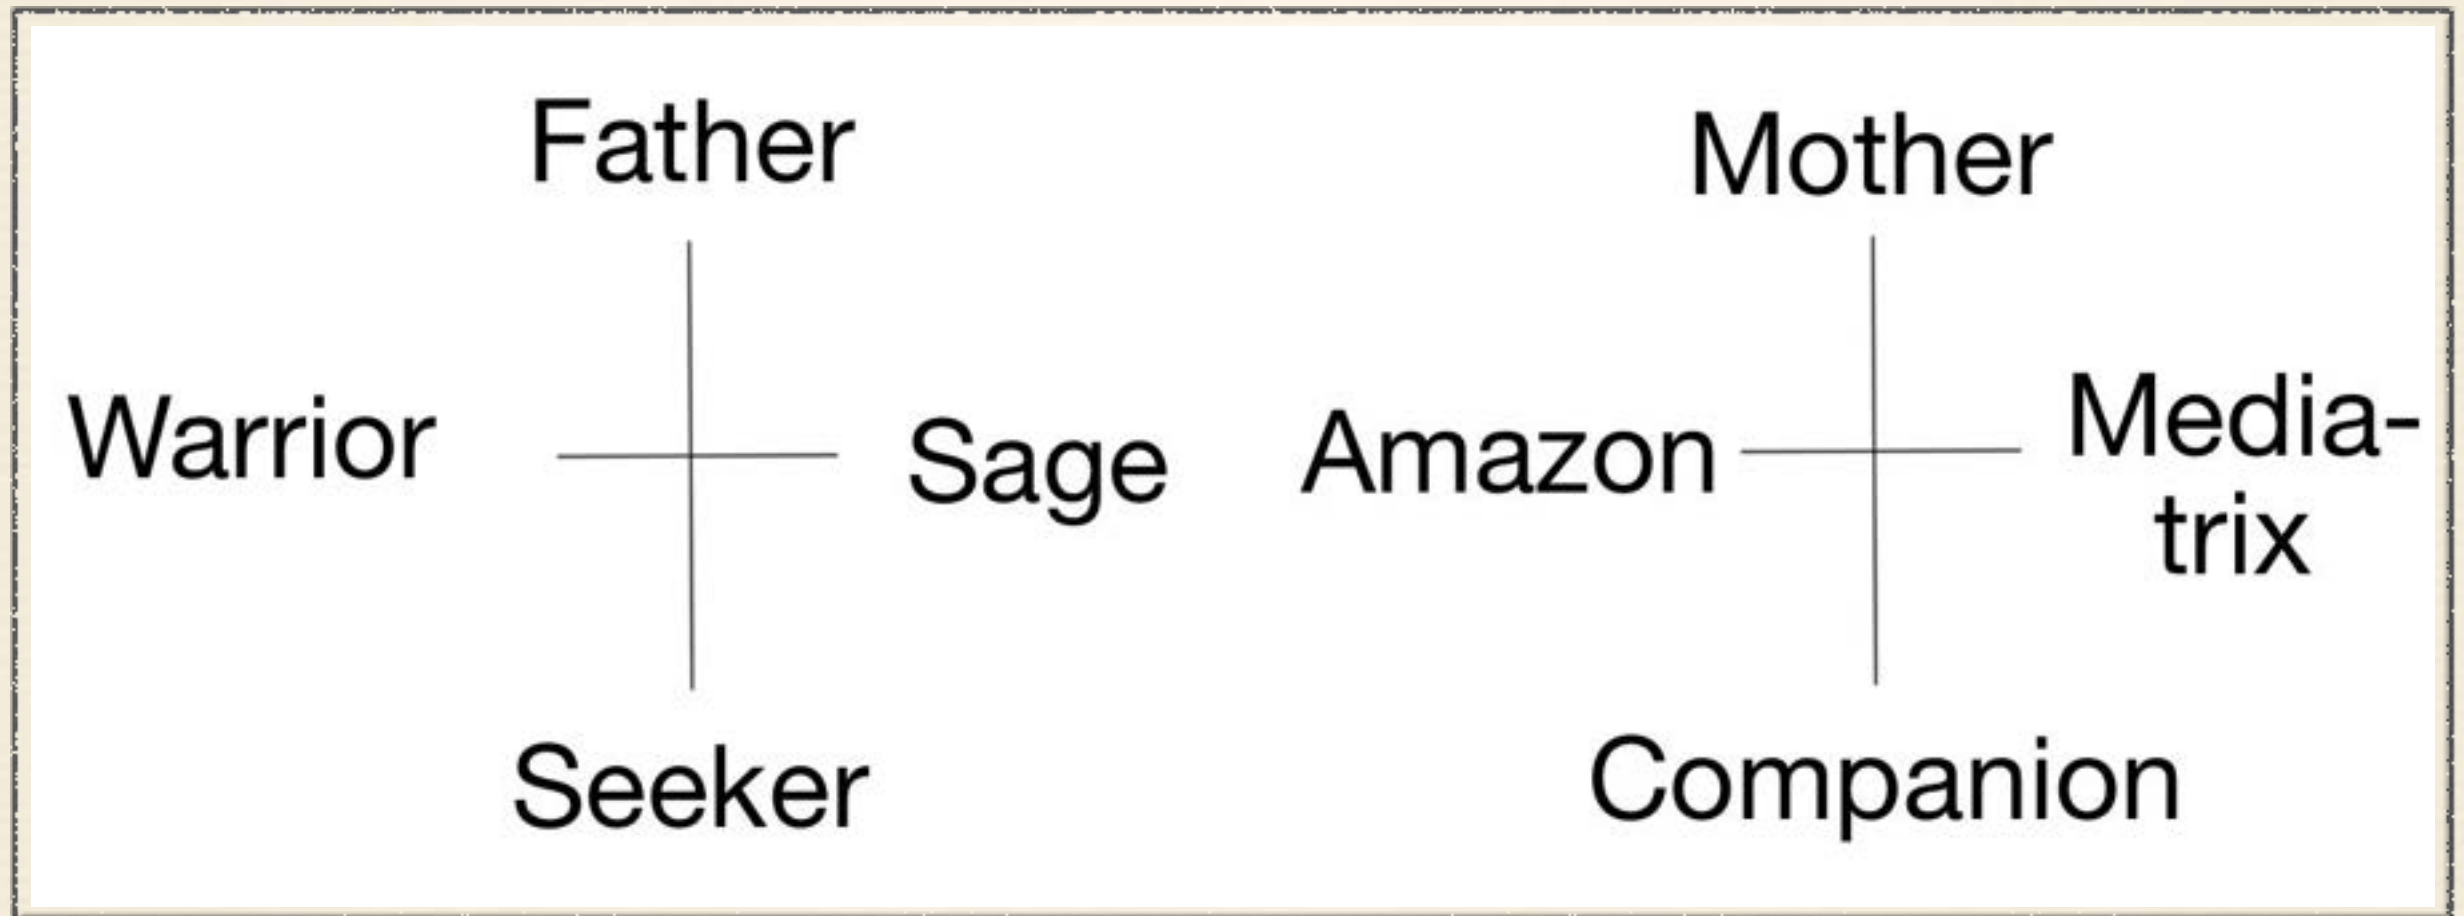 Father
Mother
Warrior
Sage
Amazon
Media-
trix
Seeker
Companion